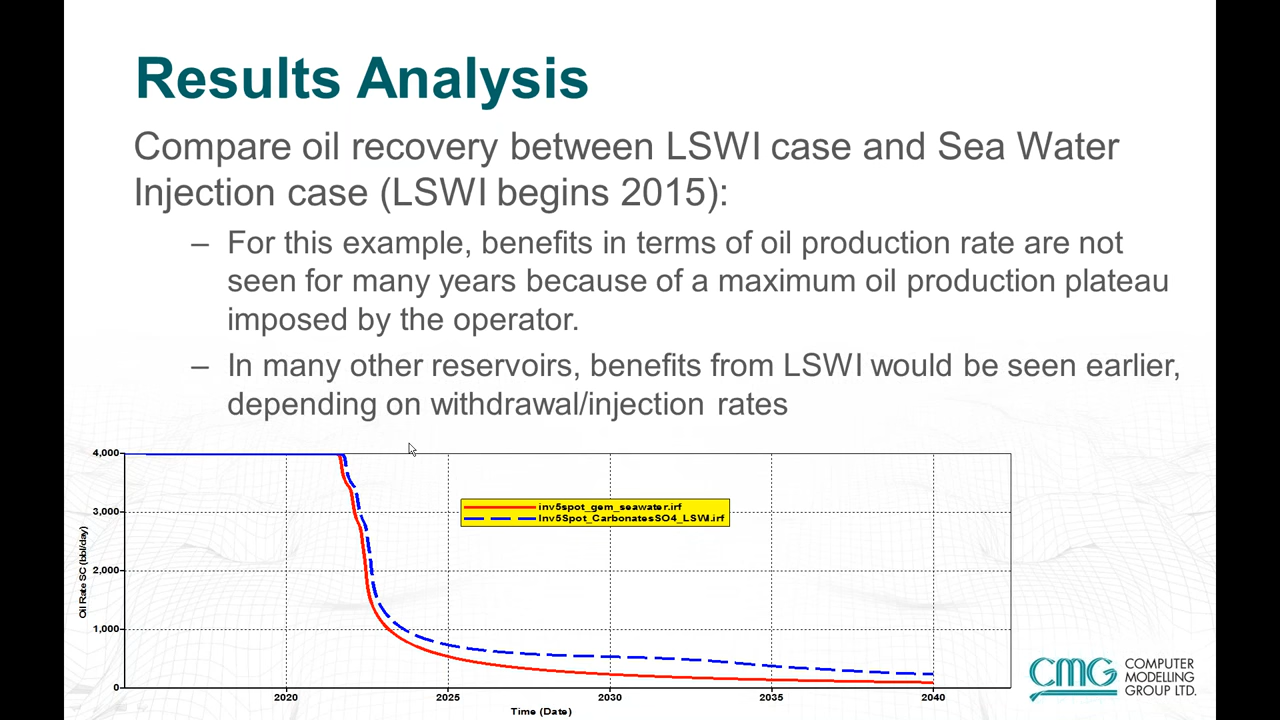 Results Analysis
Compare oil recovery between LSWI case and Sea Water
Injection case (LSWI begins 2015):
– For this example, benefits in terms of oil production rate are not
seen for many years because of a maximum oil production plateau
imposed by the operator.
– In many other reservoirs, benefits from LSWI would be seen earlier,
depending on withdrawal/injection rates
4,000
3,000
2,000
1,000
0
Oil Rate SC (bbl/day)
inv5spot_gem_seawater.irf
Inv5Spot_CarbonatesSO4_LSWI.irf
2020 2025 2030 2035 2040
Time (Date)
CMG
COMPUTER
MODELLING
GROUP LTD.